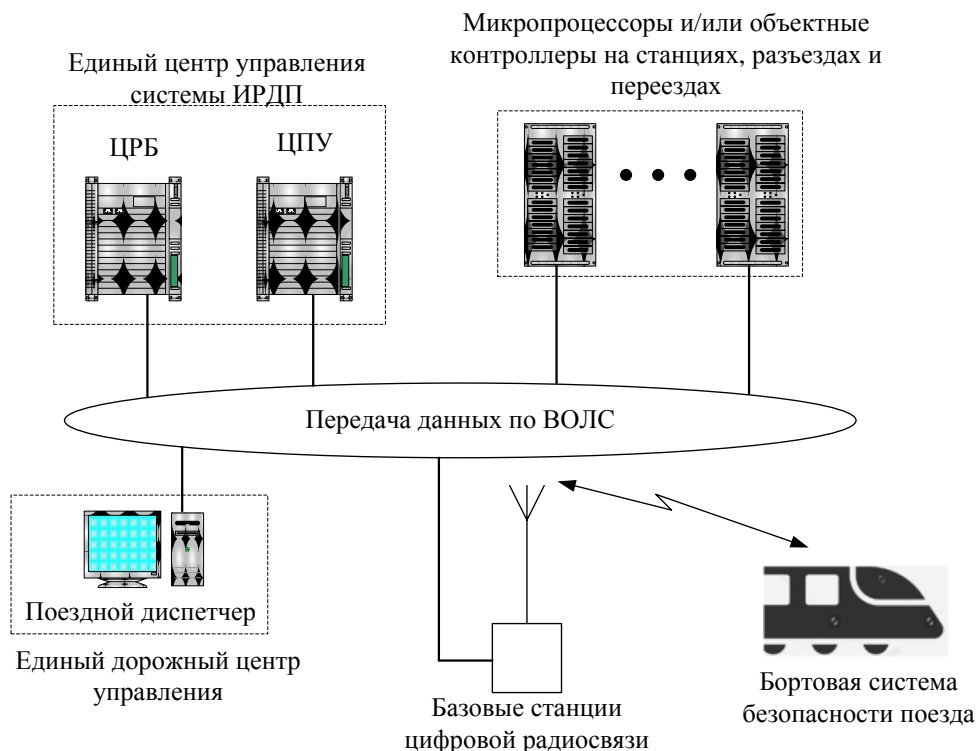 Микропроцессоры и/или объектные
контроллеры на станциях, разъездах и
переездах
Единый центр управления
системы ИРДП
ЦРБ
ЦПУ
Передача данных по ВОЛС
Поездной диспетчер
Единый дорожный центр
управления
Базовые станции
цифровой радиосвязи
Бортовая система
безопасности поезда